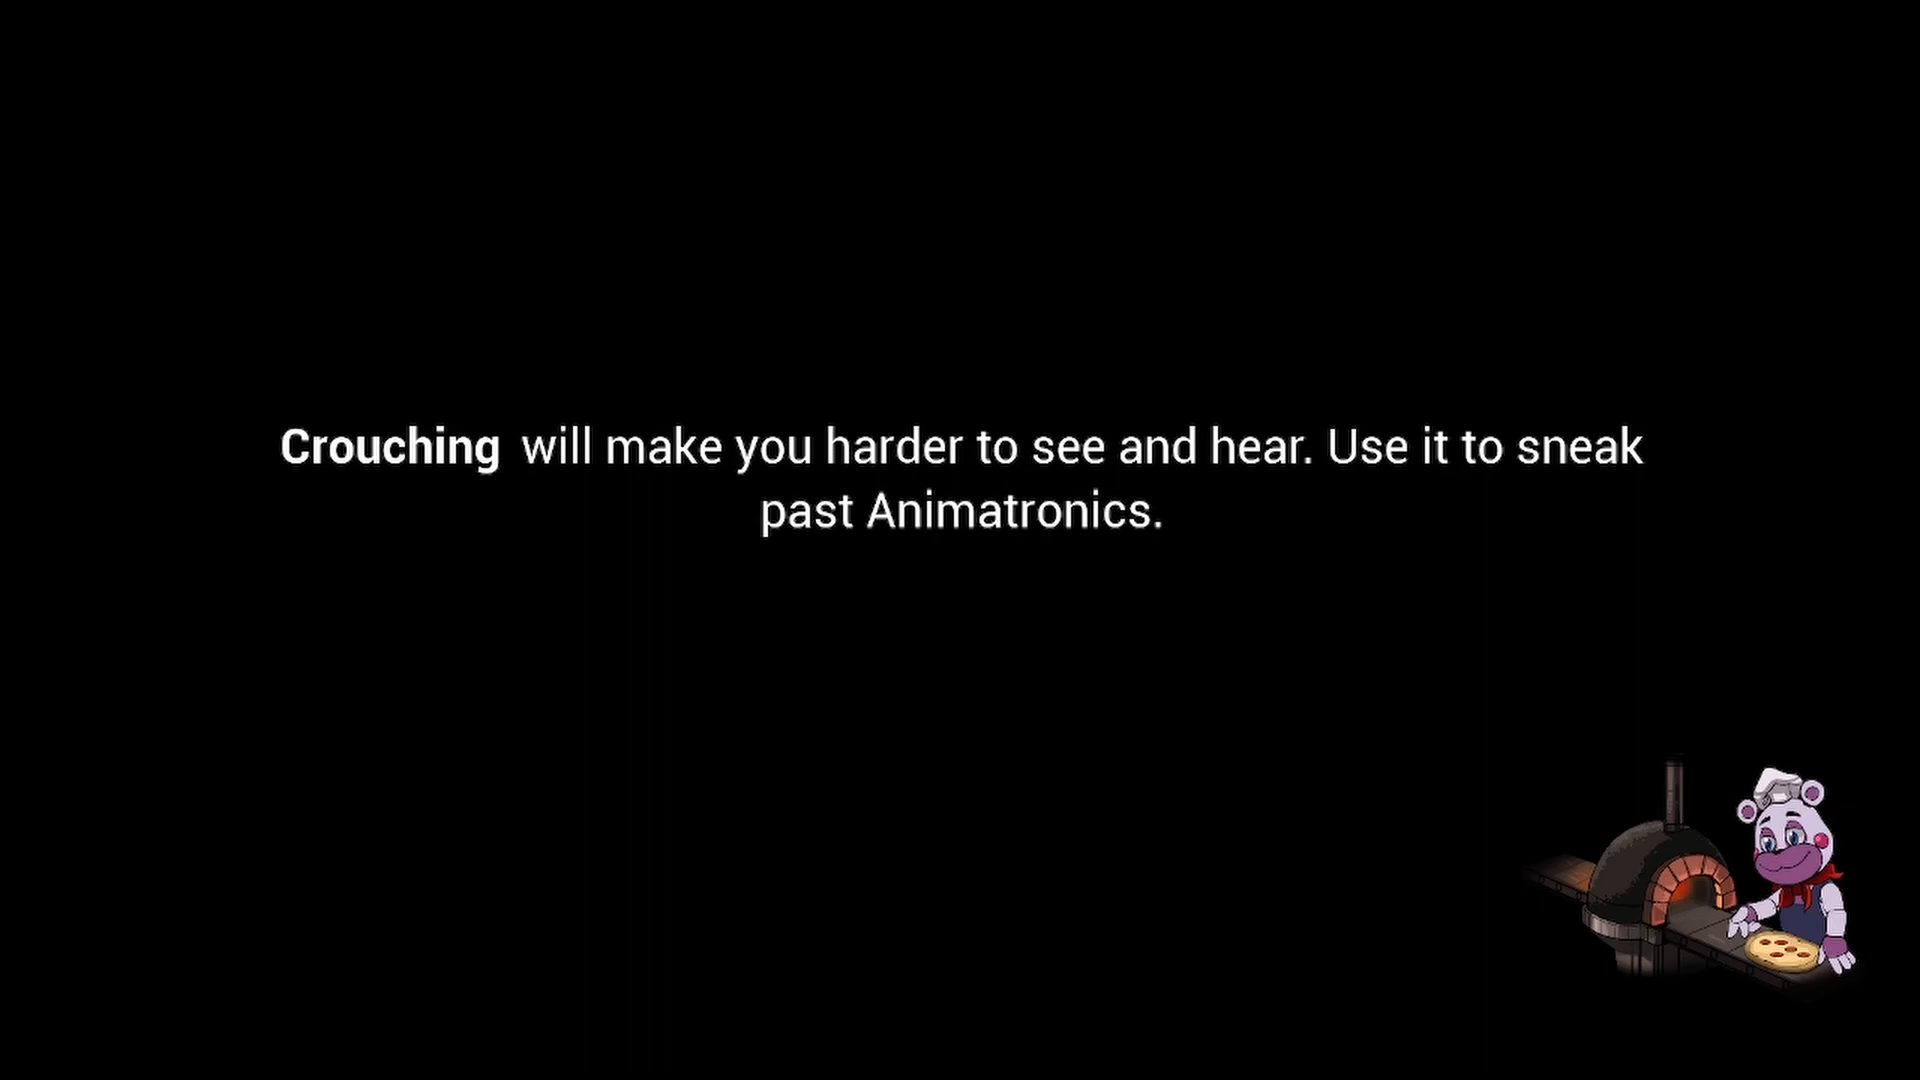 Crouching will make you harder to see and hear. Use it to sneak
past Animatronics.